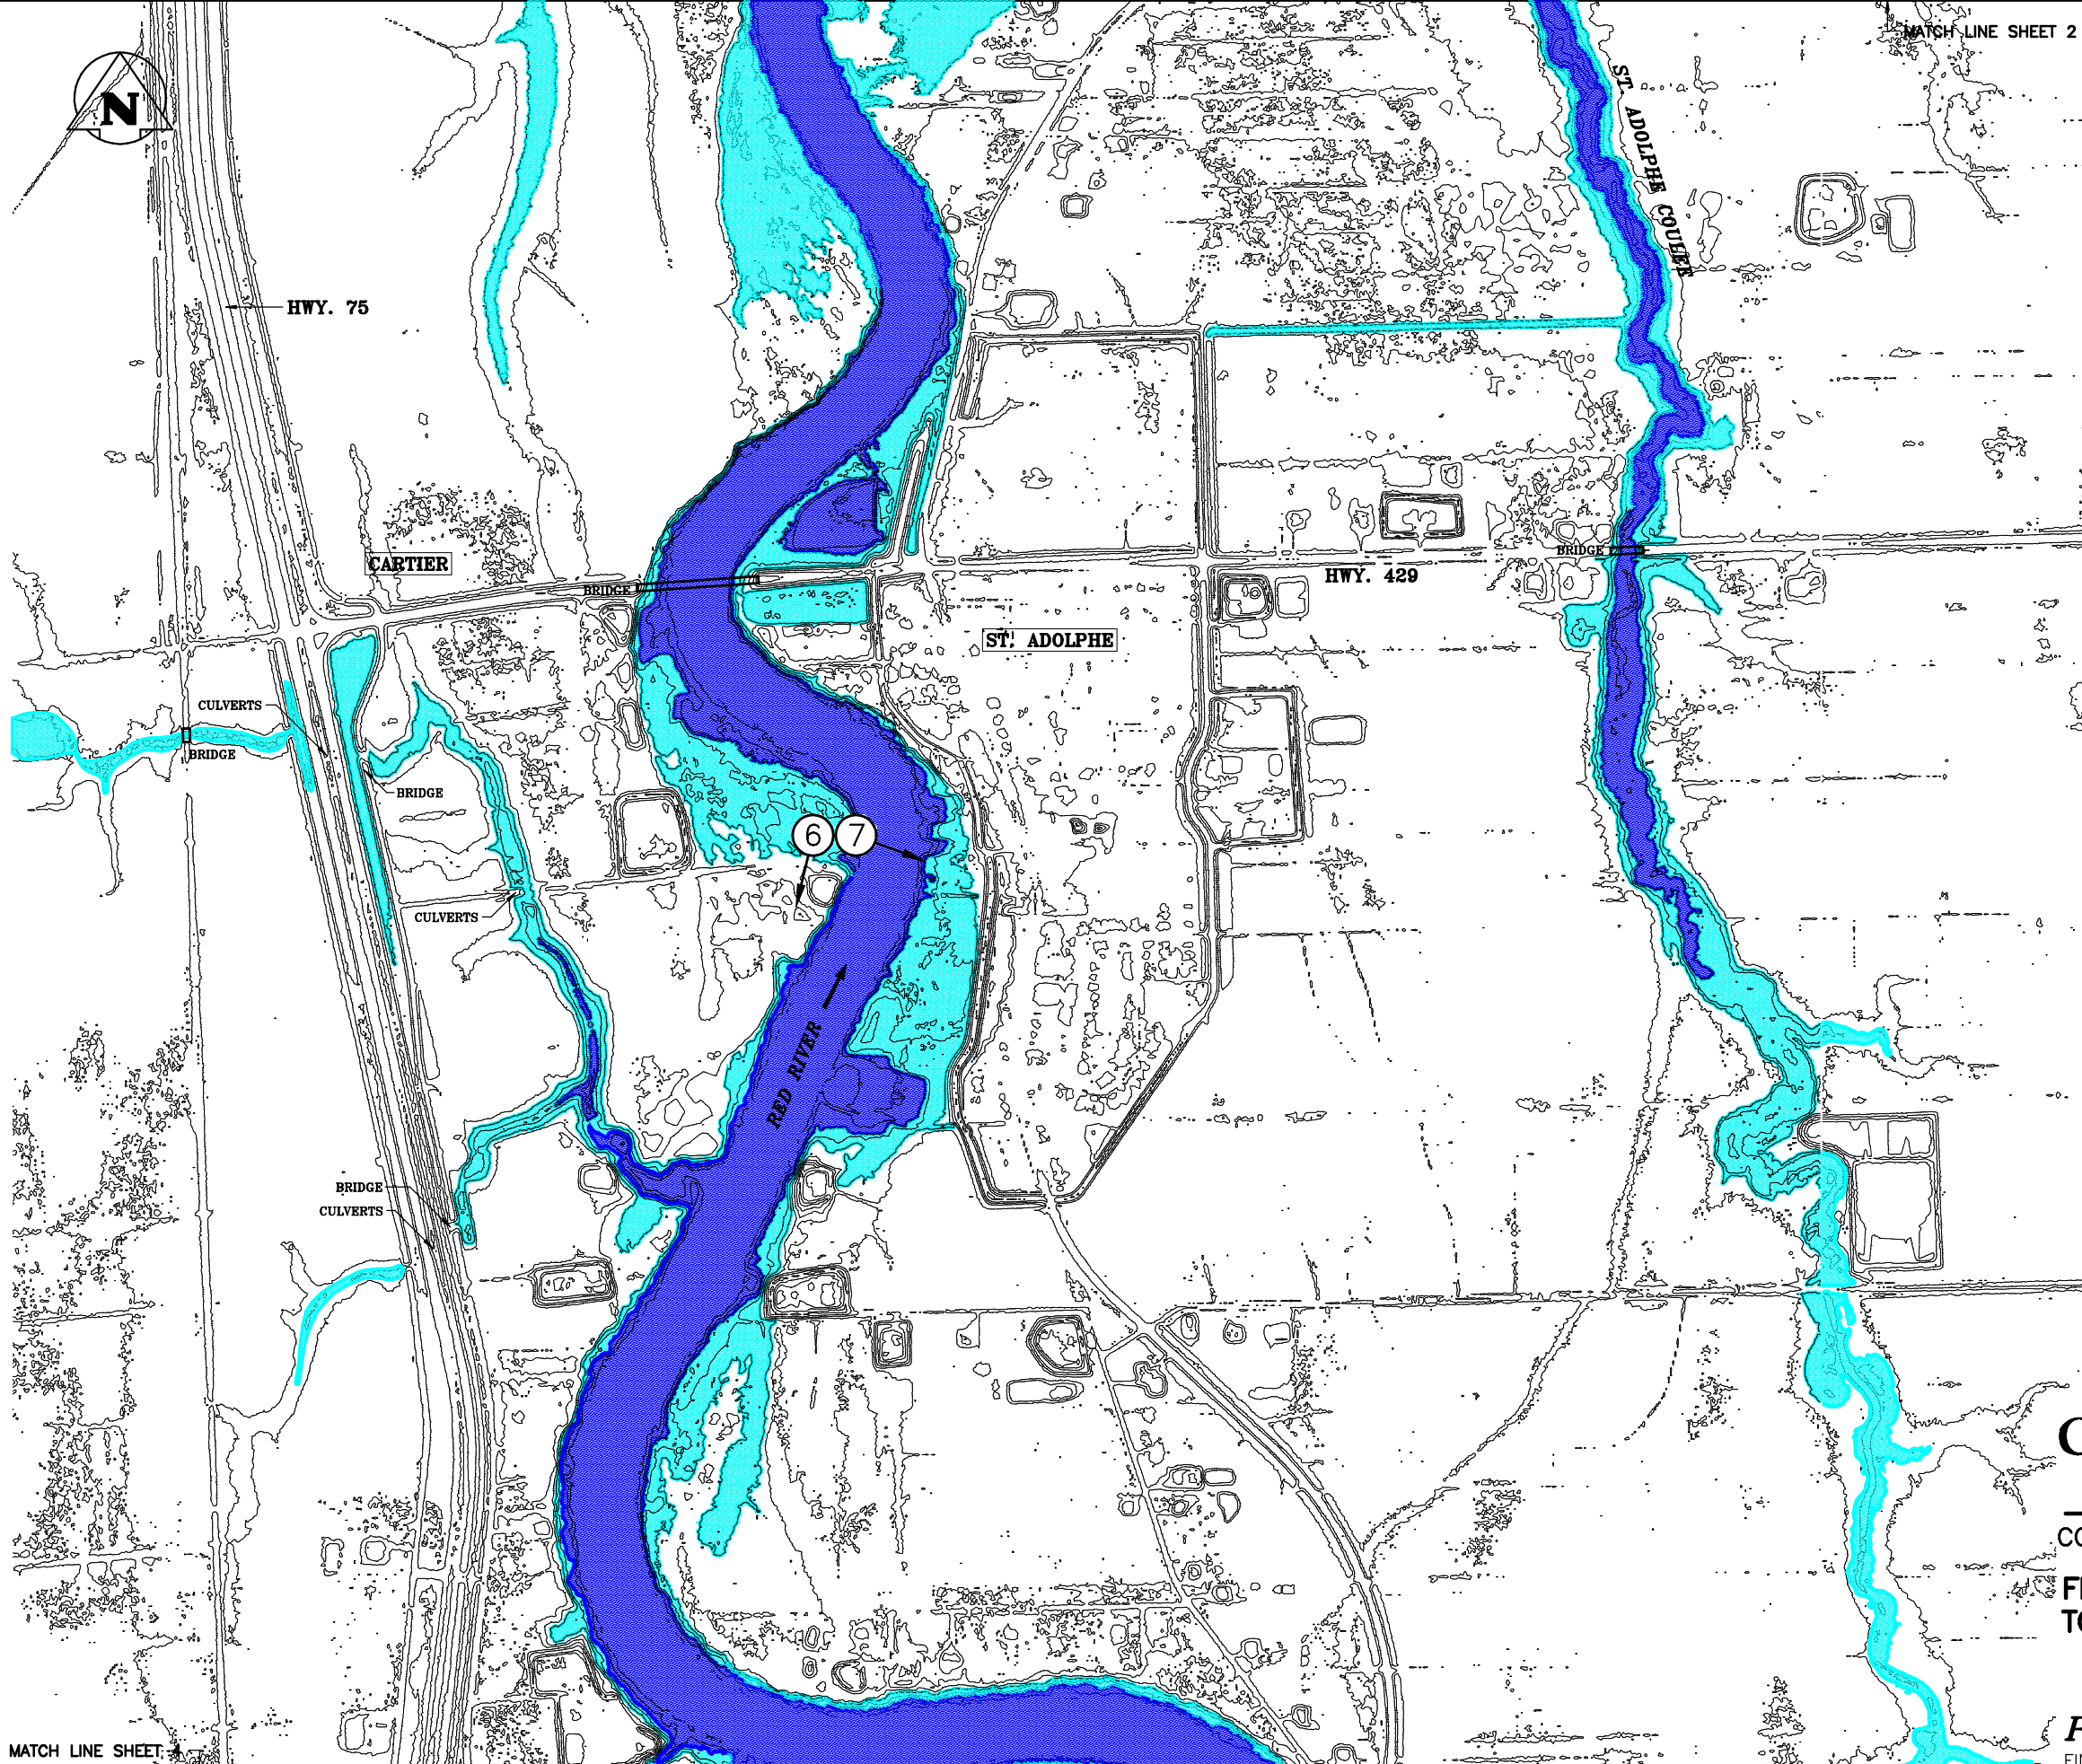 MATCH LINE SHEET 2
N
ST. ADOLPHE COULEE
HWY. 75
CARTIER
BRIDGE
BRIDGE
HWY. 429
ST. ADOLPHE
CULVERTS
BRIDGE
BRIDGE
6 7
CULVERTS
RED RIVER
BRIDGE
CULVERTS
MATCH LINE SHEET 4